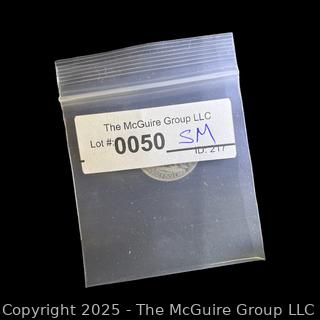 The McGuire Group LLC
Lot #: 0050 SM
ID: 217
Copyright 2025 - The McGuire Group LLC